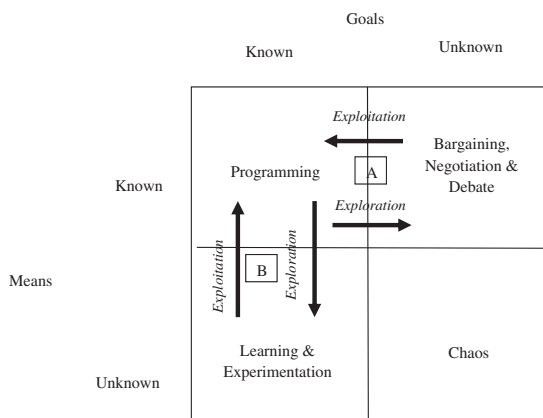 Goals
Known
Unknown
Exploitation
Bargaining,
Negotiation &
Debate
A
Programming
Known
Exploration
Exploitation
Exploration
B
Means
Learning &
Experimentation
Chaos
Unknown